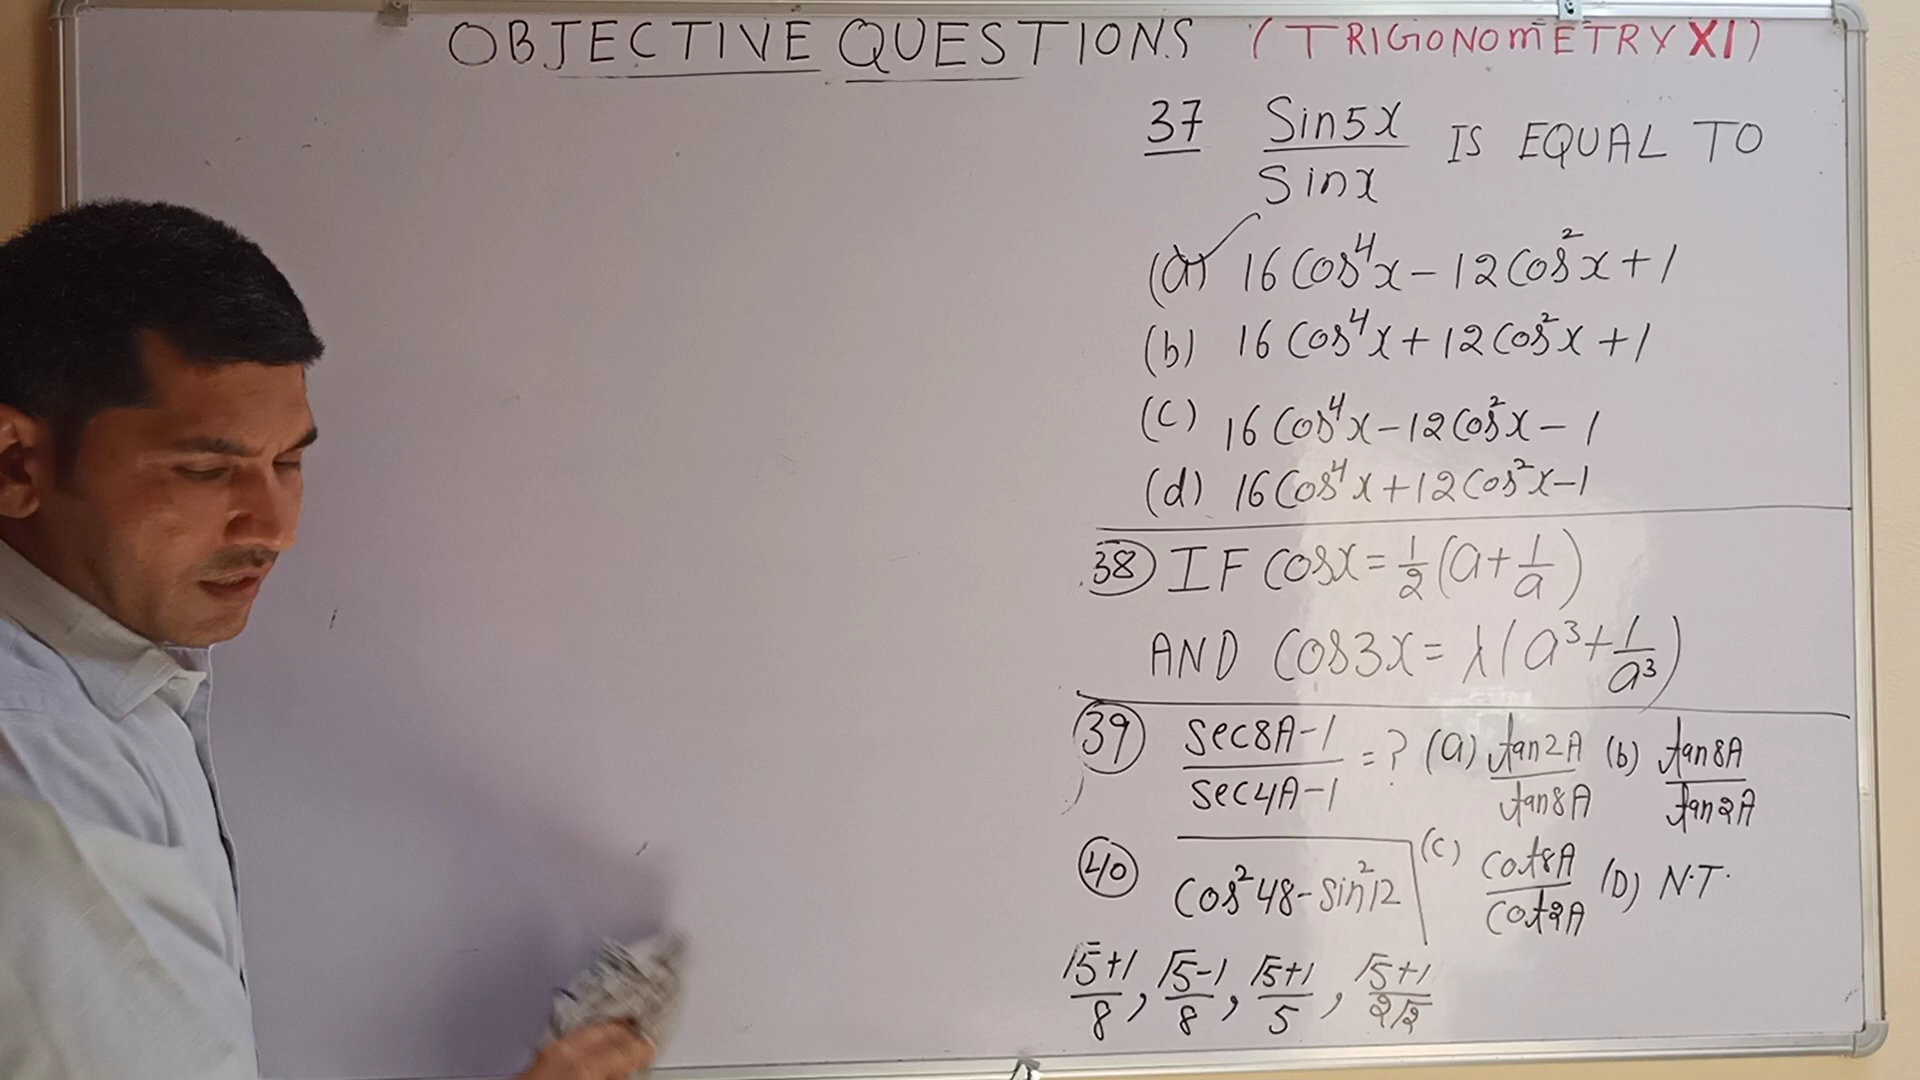 OBJECTIVE QUESTIONS (TRIGIONOMETRY XI)
37 Sin5x/Sinx IS EQUAL TO
(a) 16 Cos⁴x - 12 Cos²x + 1
(b) 16 Cos⁴x + 12 Cos²x + 1
(C) 16 Cos⁴x - 12 Cos²x - 1
(d) 16 Cos⁴x + 12 Cos²x - 1
38 IF Cosx = 1/2 (a + 1/a)
AND Cos3x = λ(a³ + 1/a³)
39 sec8A-1/sec4A-1 = ? (a) tan2A/tan8A (b) tan8A/tan2A
(C) cot8A/cot2A (D) N.T.
40 Cos²48 - Sin²12
√5+1/8, √5-1/8, √5+1/5, √5+1/2√2